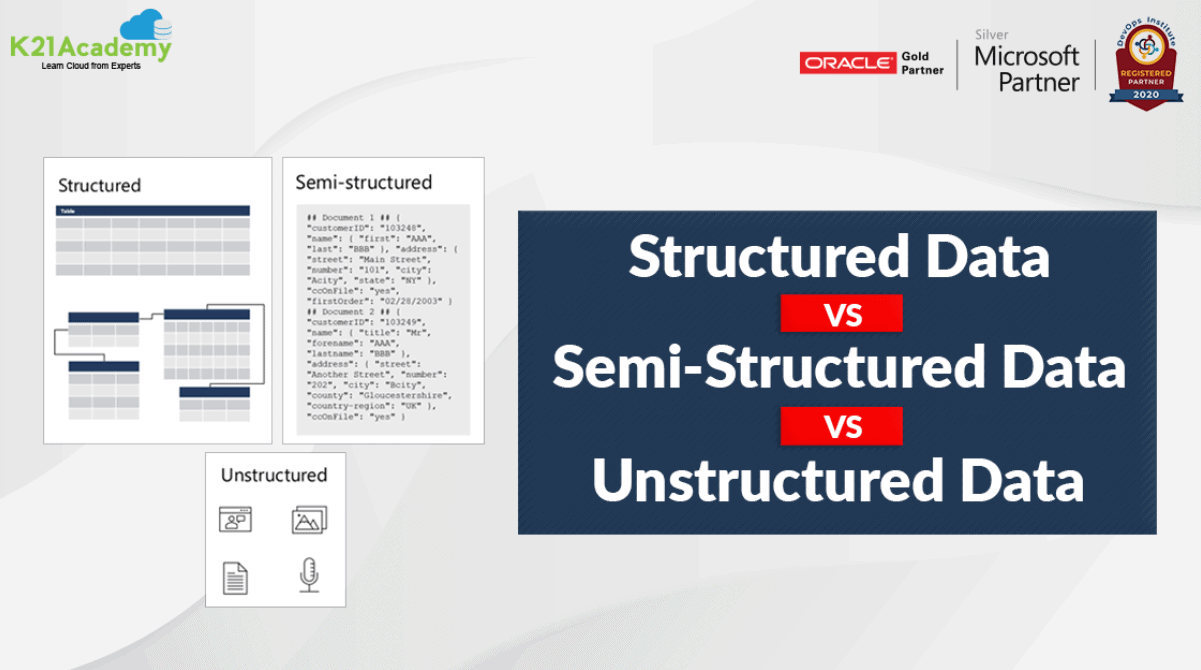 K21Academy
Learn Cloud from Experts
ORACLE
Gold
Partner
Silver
Microsoft
Partner
DevOps Institute
REGISTERED
PARTNER
2020
Structured
Table
Semi-structured
## Document 1 ## {
"customerID": "103248",
"name": { "first": "AAA",
"last": "BBB" }, "address": {
"street": "Main Street",
"number": "101", "city":
"Acity", "state": "NY" },
"ccOnFile": "yes",
"firstOrder": "02/28/2003" }
## Document 2 ## {
"customerID": "103249",
"name": { "title": "Mr",
"forename": "AAA",
"lastname": "BBB" },
"address": { "street":
"Another Street", "number":
"202", "city": "Bcity",
"county": "Gloucestershire",
"country-region": "UK" },
"ccOnFile": "yes" }
Unstructured
Structured Data
VS
Semi-Structured Data
VS
Unstructured Data